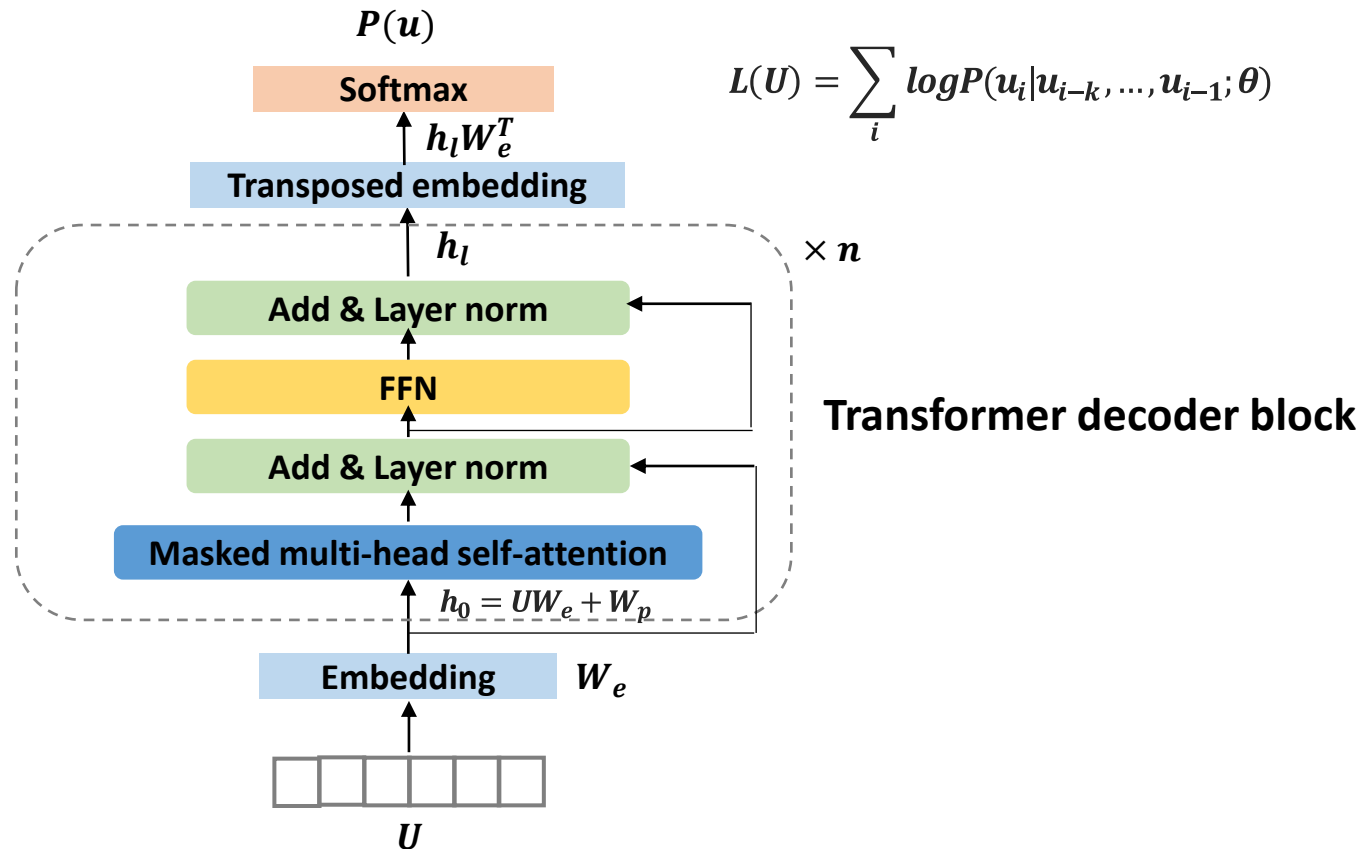 P(u)
L(U) = ∑_i logP(u_i|u_{i-k}, …, u_{i-1}; θ)
Softmax
h_l W_e^T
Transposed embedding
h_l
× n
Add & Layer norm
FFN
Transformer decoder block
Add & Layer norm
Masked multi-head self-attention
h_0 = UW_e + W_p
Embedding W_e
U